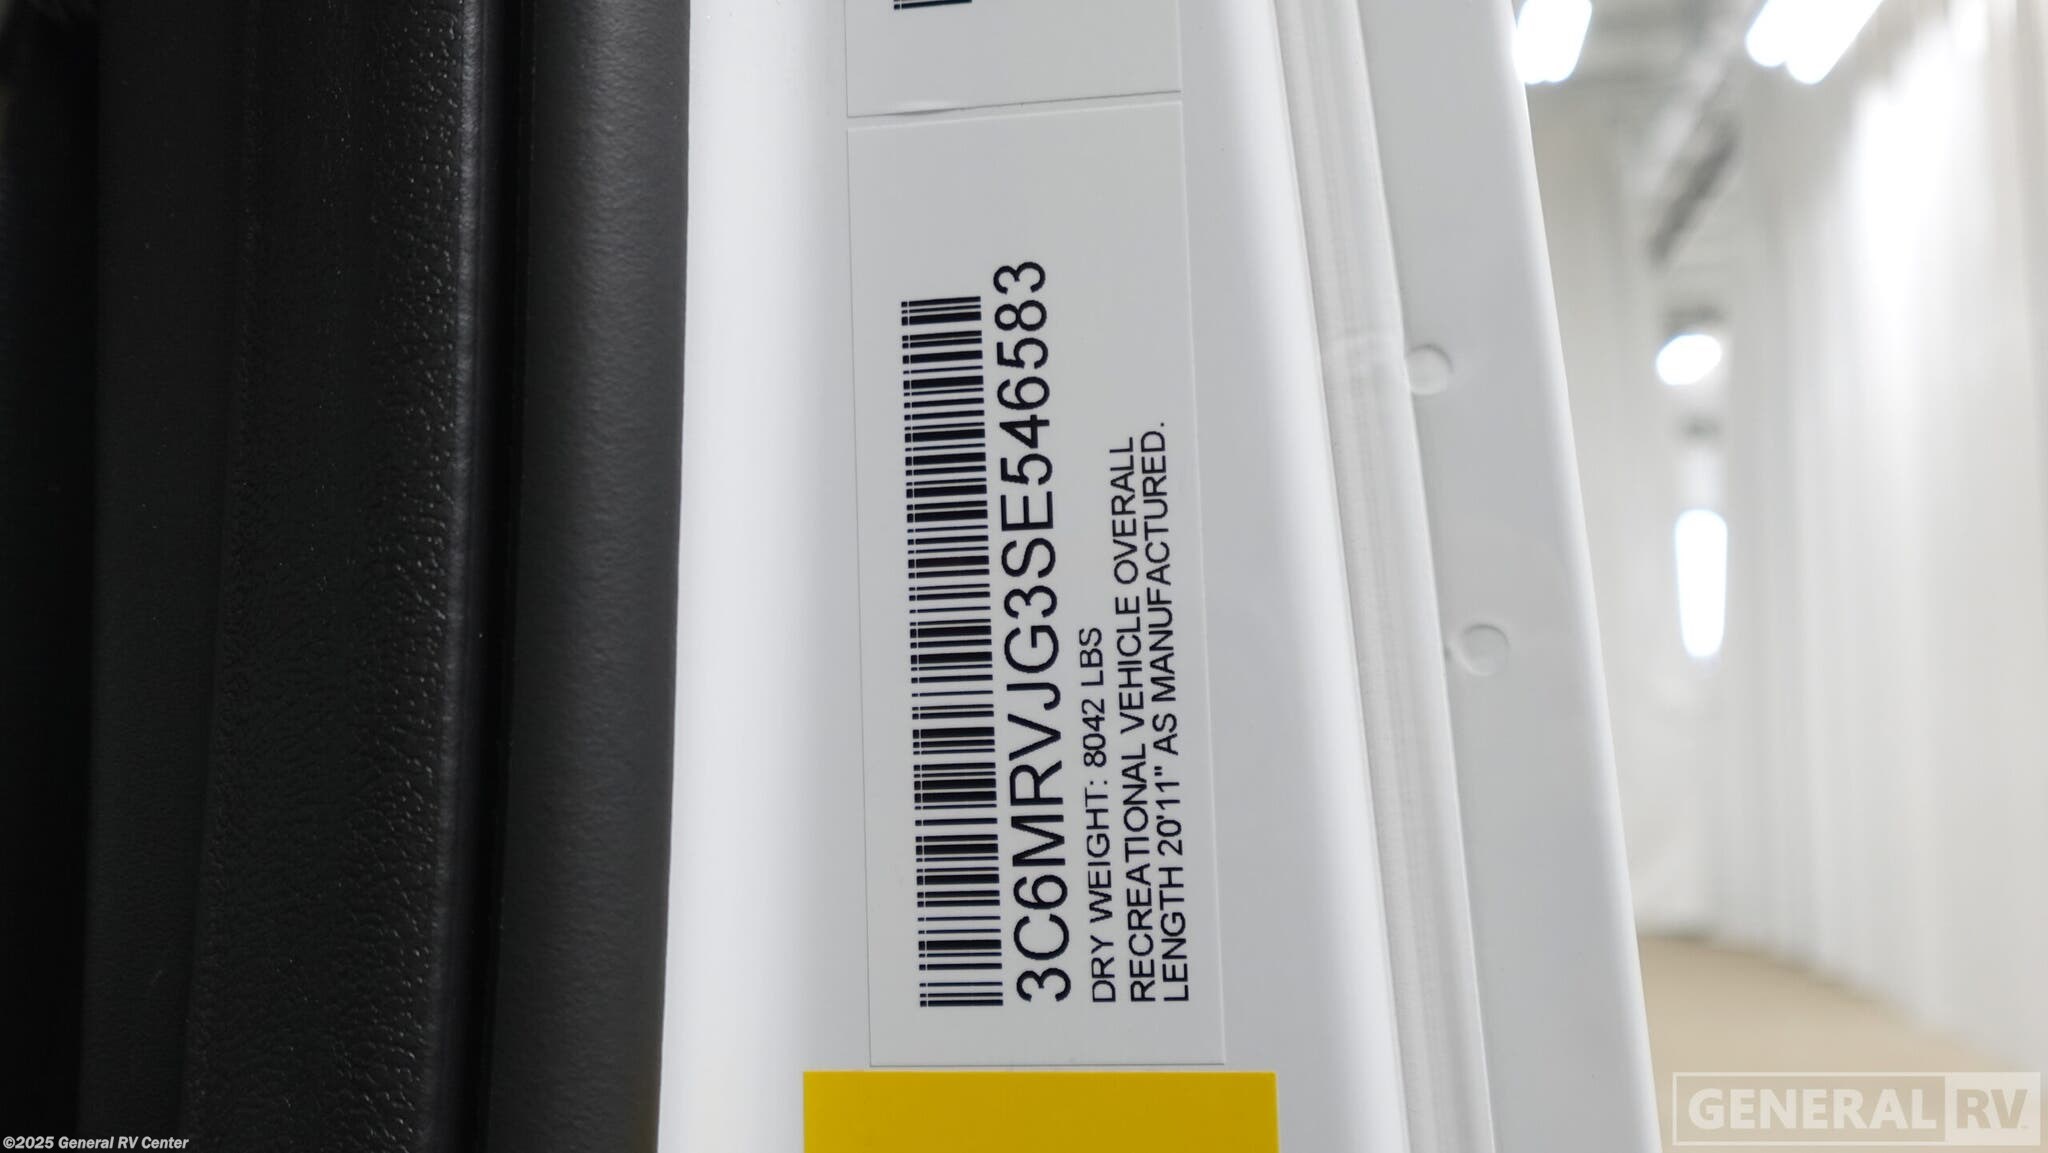 3C6MRVJG3SE546583
DRY WEIGHT: 8042 LBS
RECREATIONAL VEHICLE OVERALL
LENGTH 20'11" AS MANUFACTURED.
GENERAL RV
©2025 General RV Center